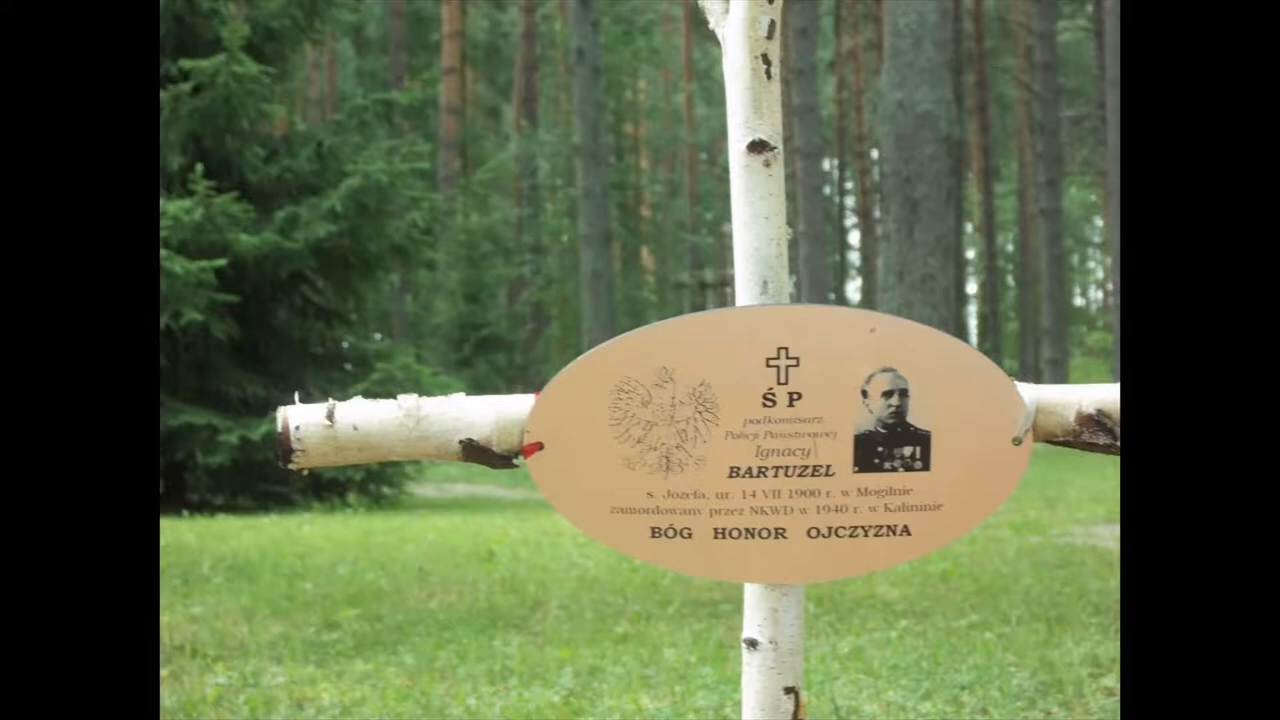 Ś P
podkomisarz
Policji Państwowej
Ignacy
BARTUZEL
s. Józefa, ur. 14 VII 1900 r. w Mogilnie
zamordowany przez NKWD w 1940 r. w Kalininie
BÓG HONOR OJCZYZNA